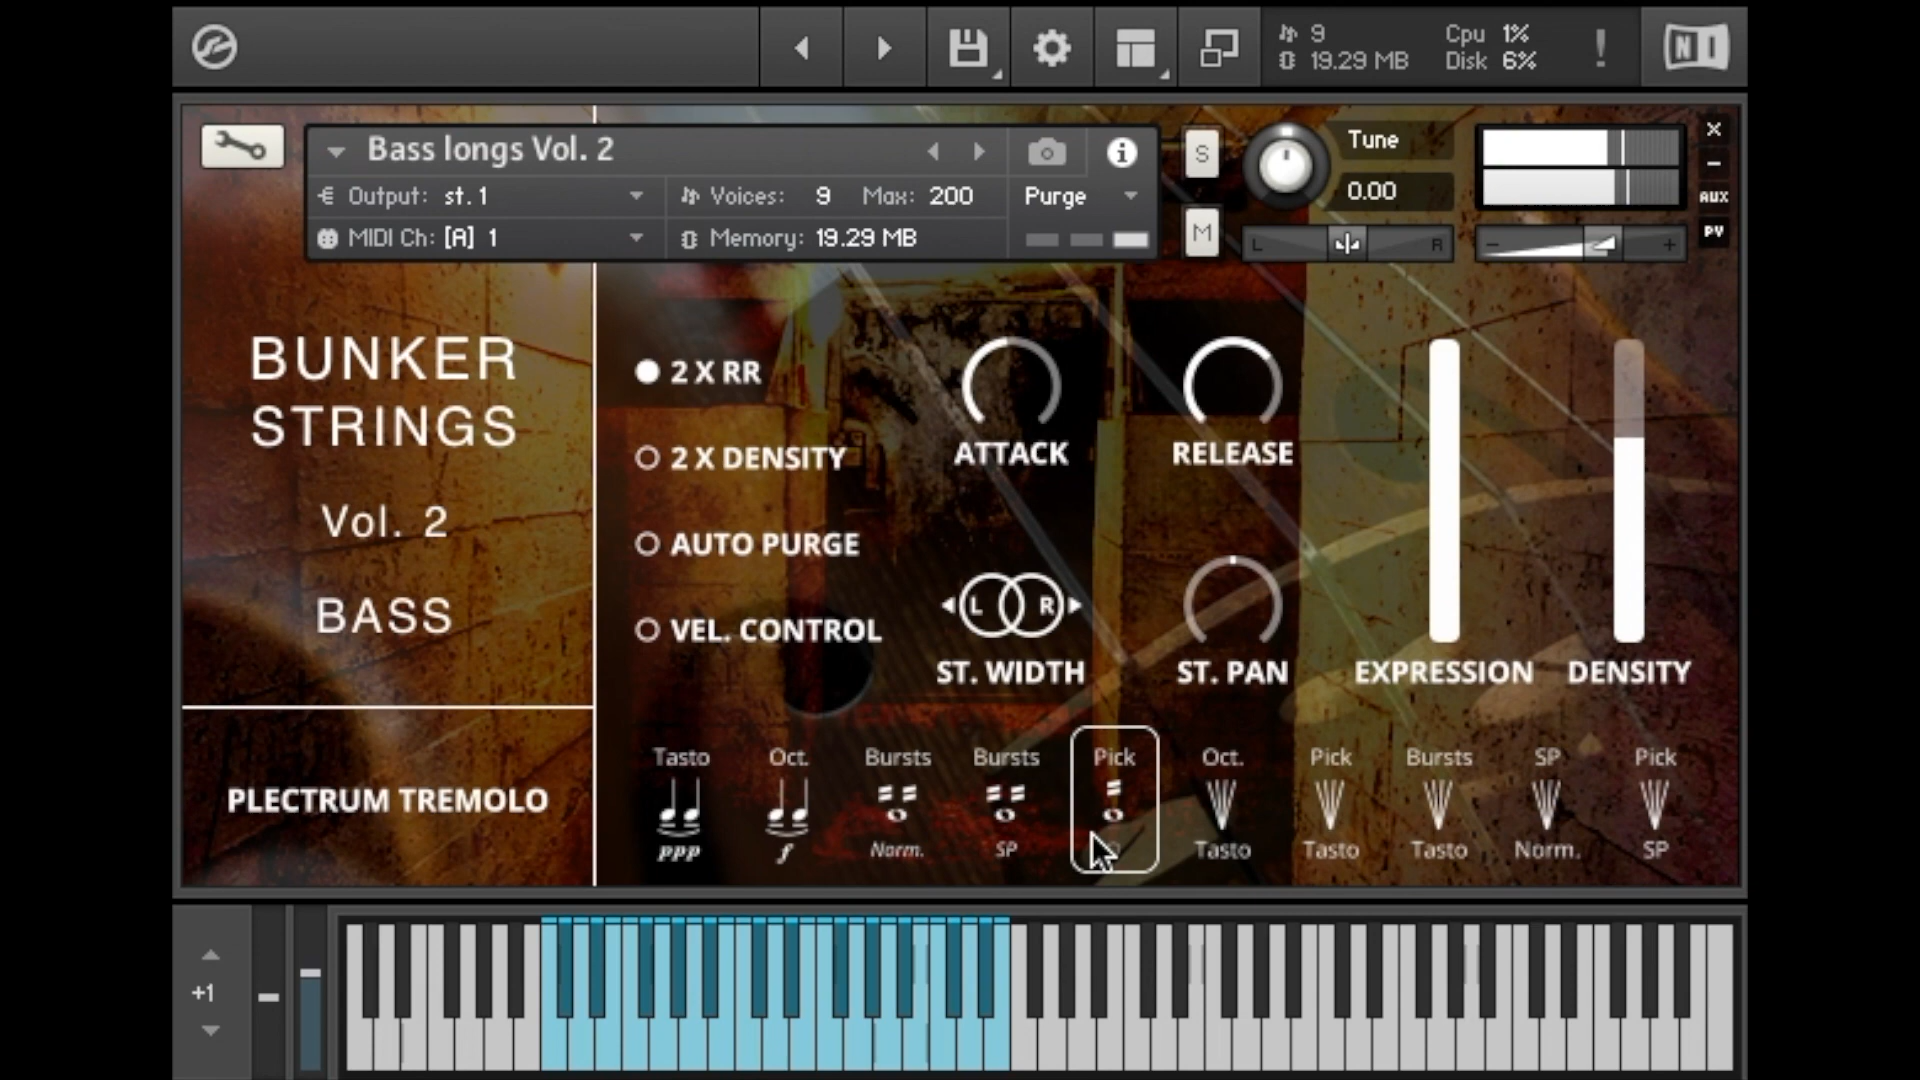 9
19.29 MB
Cpu 1%
Disk 6%
!
NI
Bass longs Vol. 2
i
Output: st. 1
Voices: 9 Max: 200
Purge
MIDI Ch: [A] 1
Memory: 19.29 MB
S
M
Tune
0.00
L R
- +
×
AUX
PV
BUNKER
STRINGS
Vol. 2
BASS
PLECTRUM TREMOLO
2 X RR
2 X DENSITY
AUTO PURGE
VEL. CONTROL
ATTACK
RELEASE
L R
ST. WIDTH
ST. PAN
EXPRESSION
DENSITY
Tasto Oct. Bursts Bursts Pick Oct. Pick Bursts SP Pick
ppp f Norm. SP Tasto Tasto Tasto Norm. SP
+1